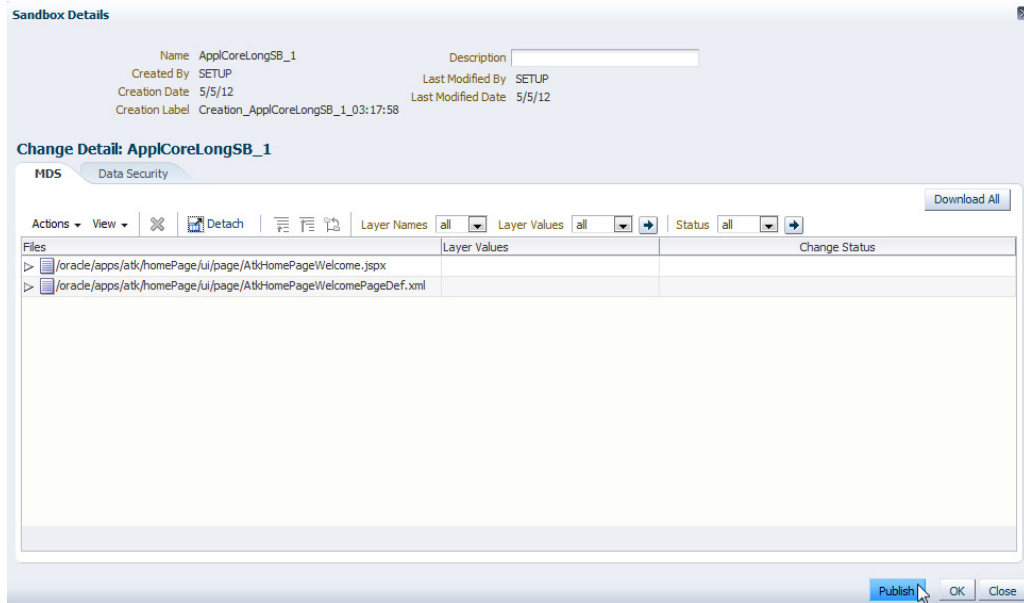 Sandbox Details
Name ApplCoreLongSB_1
Description
Created By SETUP
Last Modified By SETUP
Creation Date 5/5/12
Last Modified Date 5/5/12
Creation Label Creation_ApplCoreLongSB_1_03:17:58
Change Detail: ApplCoreLongSB_1
MDS Data Security
Download All
Actions View Detach Layer Names all Layer Values all Status all
Files Layer Values Change Status
/oracle/apps/atk/homePage/ui/page/AtkHomePageWelcome.jspx
/oracle/apps/atk/homePage/ui/page/AtkHomePageWelcomePageDef.xml
Publish OK Close